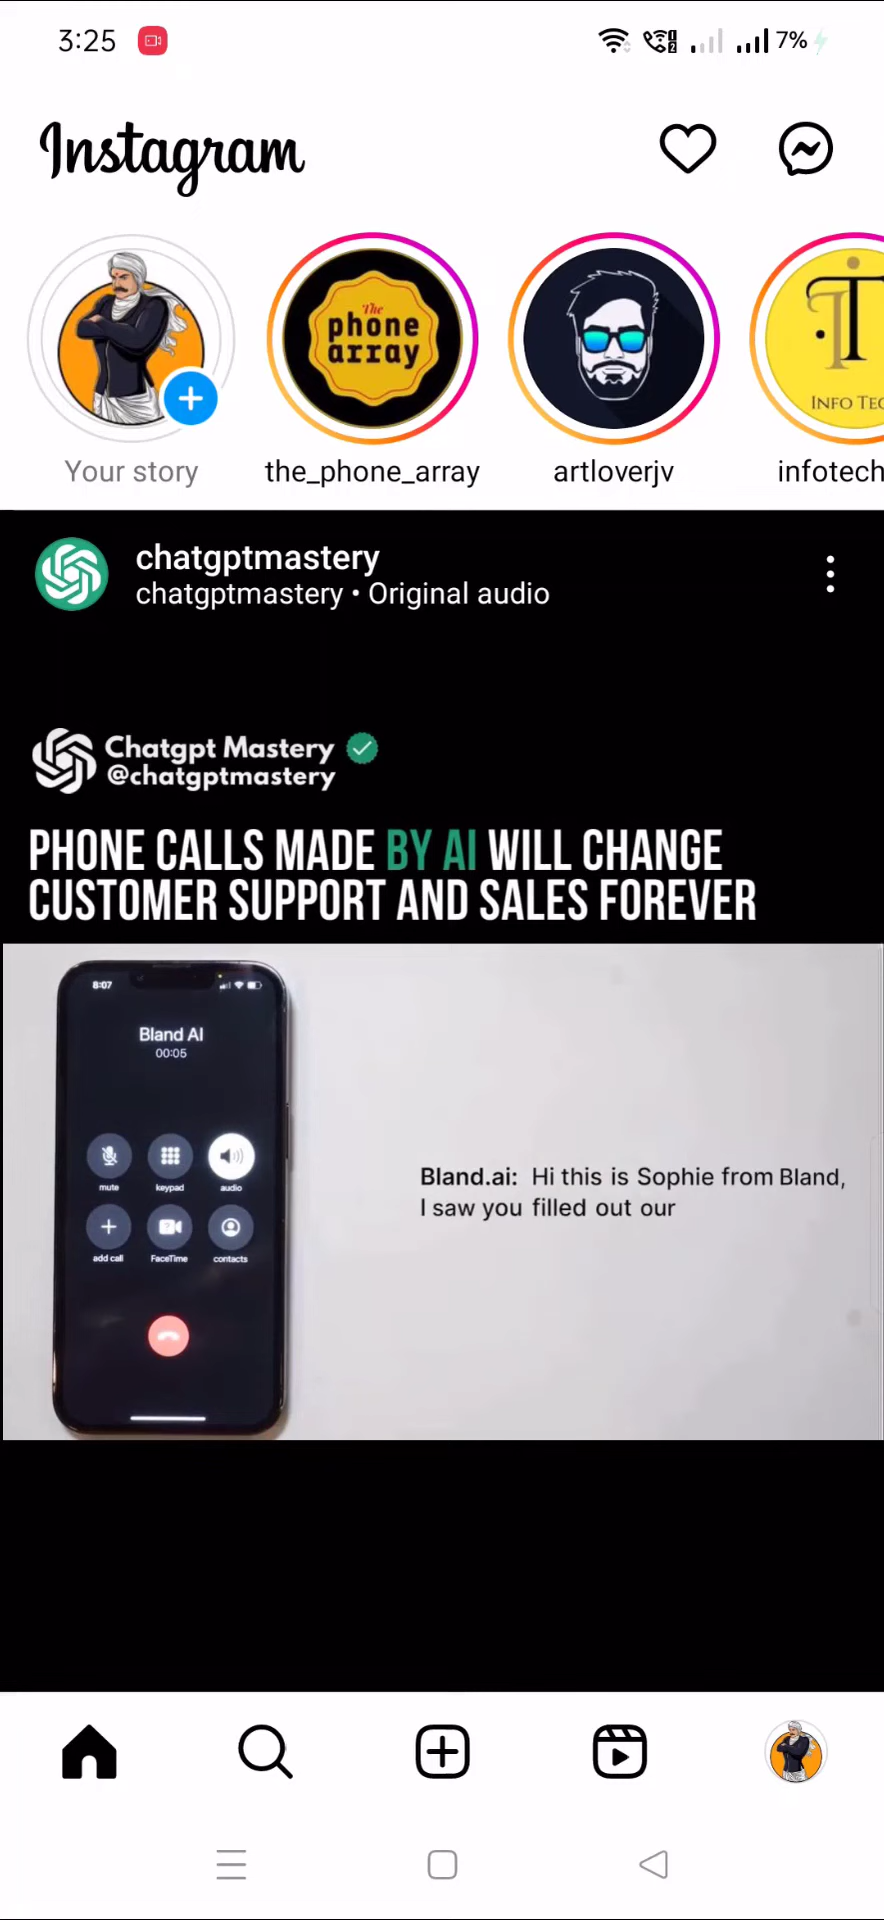 3:25
7%
Instagram
The
phone
array
INFO TEC
Your story
the_phone_array
artloverjv
infotech
chatgptmastery
chatgptmastery • Original audio
Chatgpt Mastery
@chatgptmastery
PHONE CALLS MADE BY AI WILL CHANGE
CUSTOMER SUPPORT AND SALES FOREVER
8:07
Bland AI
00:05
mute keypad audio
add call FaceTime contacts
Bland.ai: Hi this is Sophie from Bland,
I saw you filled out our